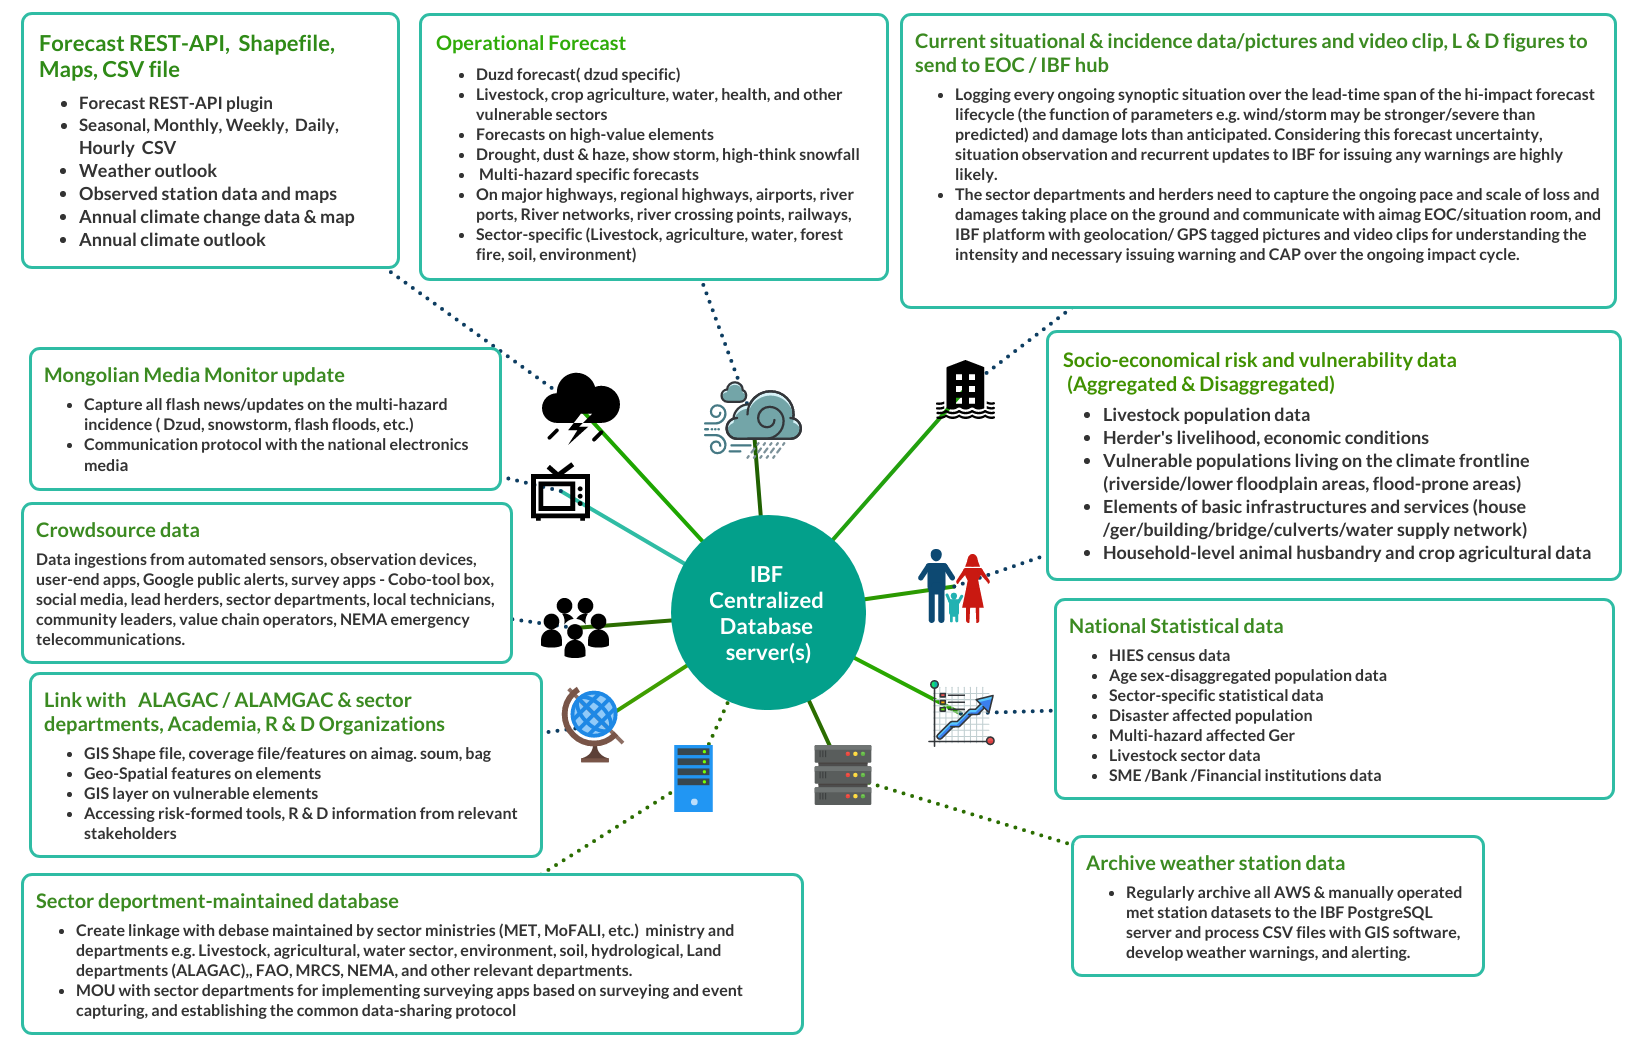 Forecast REST-API, Shapefile,
Maps, CSV file
• Forecast REST-API plugin
• Seasonal, Monthly, Weekly, Daily,
Hourly CSV
• Weather outlook
• Observed station data and maps
• Annual climate change data & map
• Annual climate outlook
Operational Forecast
• Duzd forecast( dzud specific)
• Livestock, crop agriculture, water, health, and other
vulnerable sectors
• Forecasts on high-value elements
• Drought, dust & haze, show storm, high-think snowfall
• Multi-hazard specific forecasts
• On major highways, regional highways, airports, river
ports, River networks, river crossing points, railways,
• Sector-specific (Livestock, agriculture, water, forest
fire, soil, environment)
Current situational & incidence data/pictures and video clip, L & D figures to
send to EOC / IBF hub
• Logging every ongoing synoptic situation over the lead-time span of the hi-impact forecast
lifecycle (the function of parameters e.g. wind/storm may be stronger/severe than
predicted) and damage lots than anticipated. Considering this forecast uncertainty,
situation observation and recurrent updates to IBF for issuing any warnings are highly
likely.
• The sector departments and herders need to capture the ongoing pace and scale of loss and
damages taking place on the ground and communicate with aimag EOC/situation room, and
IBF platform with geolocation/ GPS tagged pictures and video clips for understanding the
intensity and necessary issuing warning and CAP over the ongoing impact cycle.
Mongolian Media Monitor update
• Capture all flash news/updates on the multi-hazard
incidence ( Dzud, snowstorm, flash floods, etc.)
• Communication protocol with the national electronics
media
Socio-economical risk and vulnerability data
(Aggregated & Disaggregated)
• Livestock population data
• Herder's livelihood, economic conditions
• Vulnerable populations living on the climate frontline
(riverside/lower floodplain areas, flood-prone areas)
• Elements of basic infrastructures and services (house
/ger/building/bridge/culverts/water supply network)
• Household-level animal husbandry and crop agricultural data
Crowdsource data
Data ingestions from automated sensors, observation devices,
user-end apps, Google public alerts, survey apps - Cobo-tool box,
social media, lead herders, sector departments, local technicians,
community leaders, value chain operators, NEMA emergency
telecommunications.
IBF
Centralized
Database
server(s)
National Statistical data
• HIES census data
• Age sex-disaggregated population data
• Sector-specific statistical data
• Disaster affected population
• Multi-hazard affected Ger
• Livestock sector data
• SME /Bank /Financial institutions data
Link with ALAGAC / ALAMGAC & sector
departments, Academia, R & D Organizations
• GIS Shape file, coverage file/features on aimag. soum, bag
• Geo-Spatial features on elements
• GIS layer on vulnerable elements
• Accessing risk-formed tools, R & D information from relevant
stakeholders
Archive weather station data
• Regularly archive all AWS & manually operated
met station datasets to the IBF PostgreSQL
server and process CSV files with GIS software,
develop weather warnings, and alerting.
Sector deportment-maintained database
• Create linkage with debase maintained by sector ministries (MET, MoFALI, etc.) ministry and
departments e.g. Livestock, agricultural, water sector, environment, soil, hydrological, Land
departments (ALAGAC),, FAO, MRCS, NEMA, and other relevant departments.
• MOU with sector departments for implementing surveying apps based on surveying and event
capturing, and establishing the common data-sharing protocol